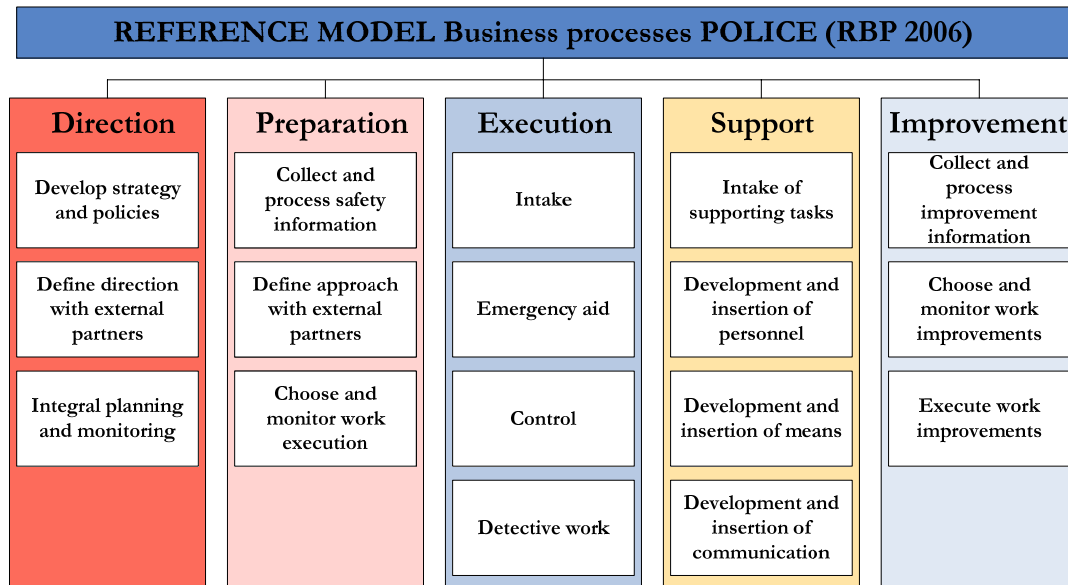 REFERENCE MODEL Business processes POLICE (RBP 2006)
Direction
Develop strategy
and policies
Define direction
with external
partners
Integral planning
and monitoring
Preparation
Collect and
process safety
information
Define approach
with external
partners
Choose and
monitor work
execution
Execution
Intake
Emergency aid
Control
Detective work
Support
Intake of
supporting tasks
Development and
insertion of
personnel
Development and
insertion of means
Development and
insertion of
communication
Improvement
Collect and
process
improvement
information
Choose and
monitor work
improvements
Execute work
improvements